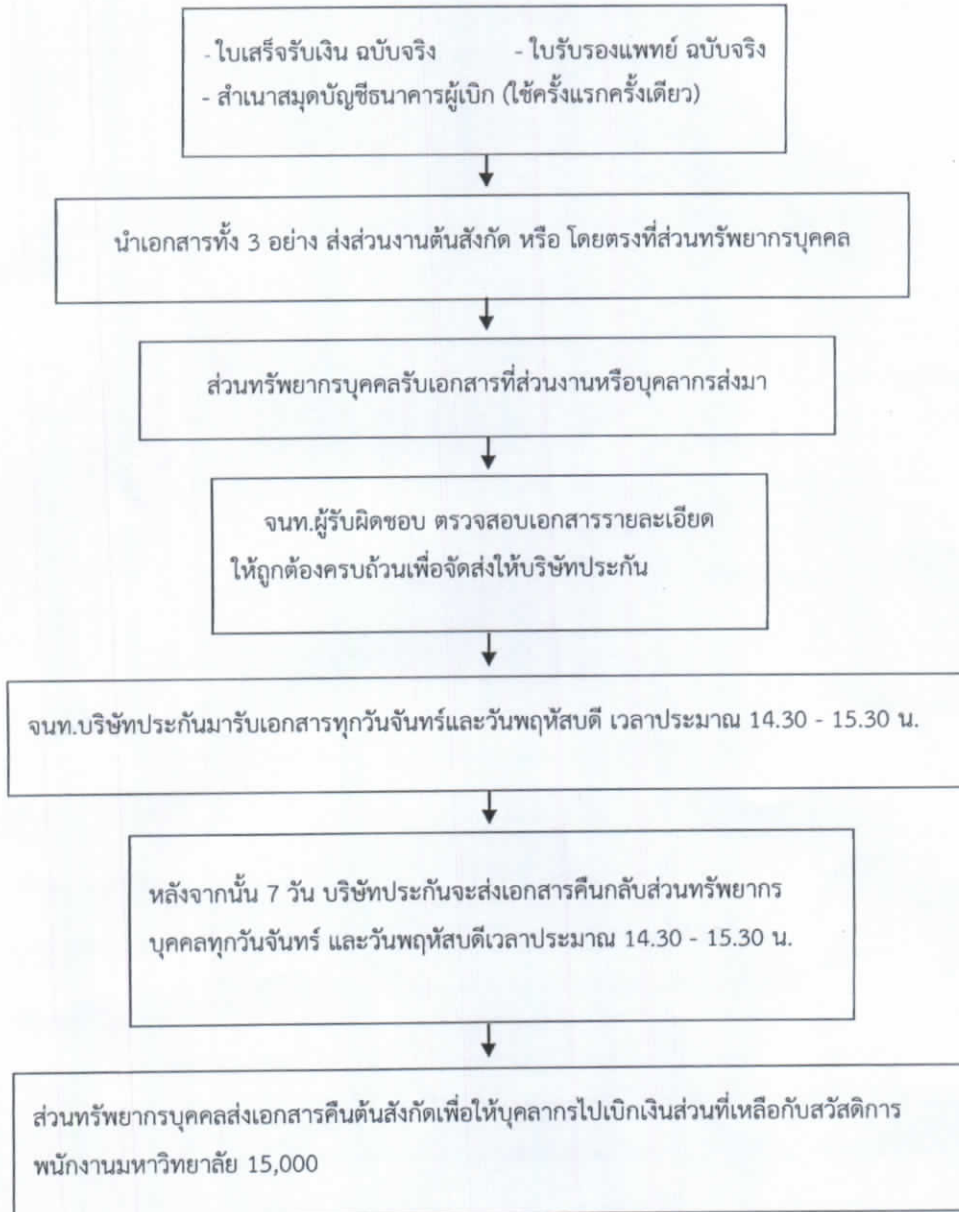 - ใบเสร็จรับเงิน ฉบับจริง - ใบรับรองแพทย์ ฉบับจริง
- สำเนาสมุดบัญชีธนาคารผู้เบิก (ใช้ครั้งแรกครั้งเดียว)
นำเอกสารทั้ง 3 อย่าง ส่งส่วนงานต้นสังกัด หรือ โดยตรงที่ส่วนทรัพยากรบุคคล
ส่วนทรัพยากรบุคคลรับเอกสารที่ส่วนงานหรือบุคลากรส่งมา
จนท.ผู้รับผิดชอบ ตรวจสอบเอกสารรายละเอียด
ให้ถูกต้องครบถ้วนเพื่อจัดส่งให้บริษัทประกัน
จนท.บริษัทประกันมารับเอกสารทุกวันจันทร์และวันพฤหัสบดี เวลาประมาณ 14.30 - 15.30 น.
หลังจากนั้น 7 วัน บริษัทประกันจะส่งเอกสารคืนกลับส่วนทรัพยากร
บุคคลทุกวันจันทร์ และวันพฤหัสบดีเวลาประมาณ 14.30 - 15.30 น.
ส่วนทรัพยากรบุคคลส่งเอกสารคืนต้นสังกัดเพื่อให้บุคลากรไปเบิกเงินส่วนที่เหลือกับสวัสดิการ
พนักงานมหาวิทยาลัย 15,000